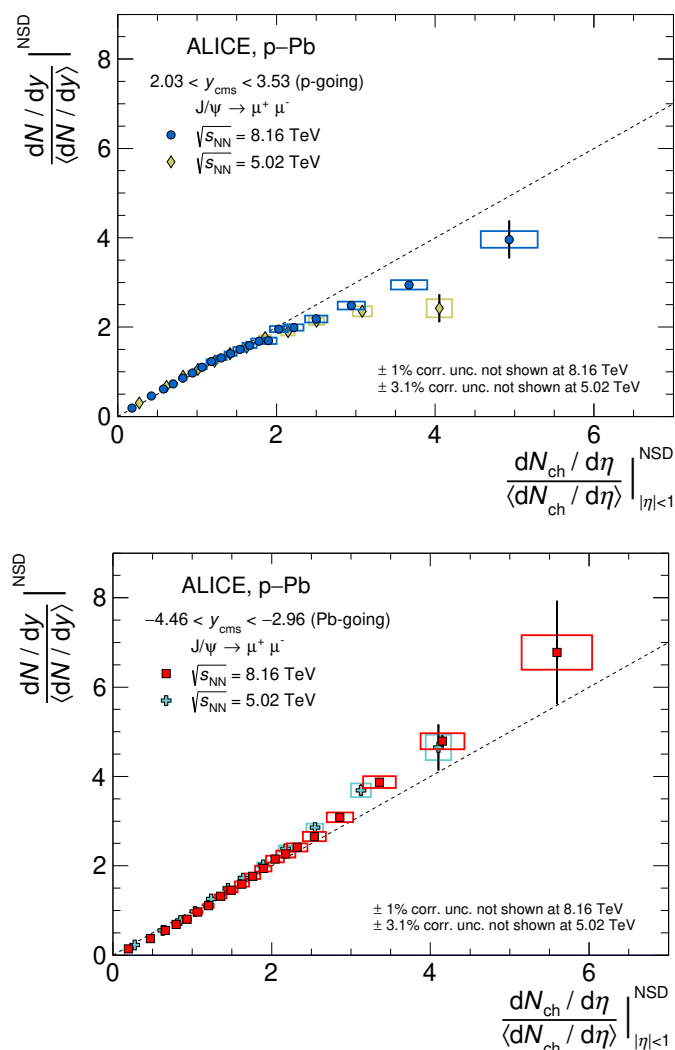 dN / dy
⟨dN / dy⟩
NSD
ALICE, p–Pb
2.03 < y_cms < 3.53 (p-going)
J/ψ → μ⁺ μ⁻
√s_NN = 8.16 TeV
√s_NN = 5.02 TeV
8
6
4
2
0
± 1% corr. unc. not shown at 8.16 TeV
± 3.1% corr. unc. not shown at 5.02 TeV
0 2 4 6
dN_ch / dη
⟨dN_ch / dη⟩
NSD
|η|<1
dN / dy
⟨dN / dy⟩
NSD
ALICE, p–Pb
−4.46 < y_cms < −2.96 (Pb-going)
J/ψ → μ⁺ μ⁻
√s_NN = 8.16 TeV
√s_NN = 5.02 TeV
8
6
4
2
0
± 1% corr. unc. not shown at 8.16 TeV
± 3.1% corr. unc. not shown at 5.02 TeV
0 2 4 6
dN_ch / dη
⟨dN_ch / dη⟩
NSD
|η|<1